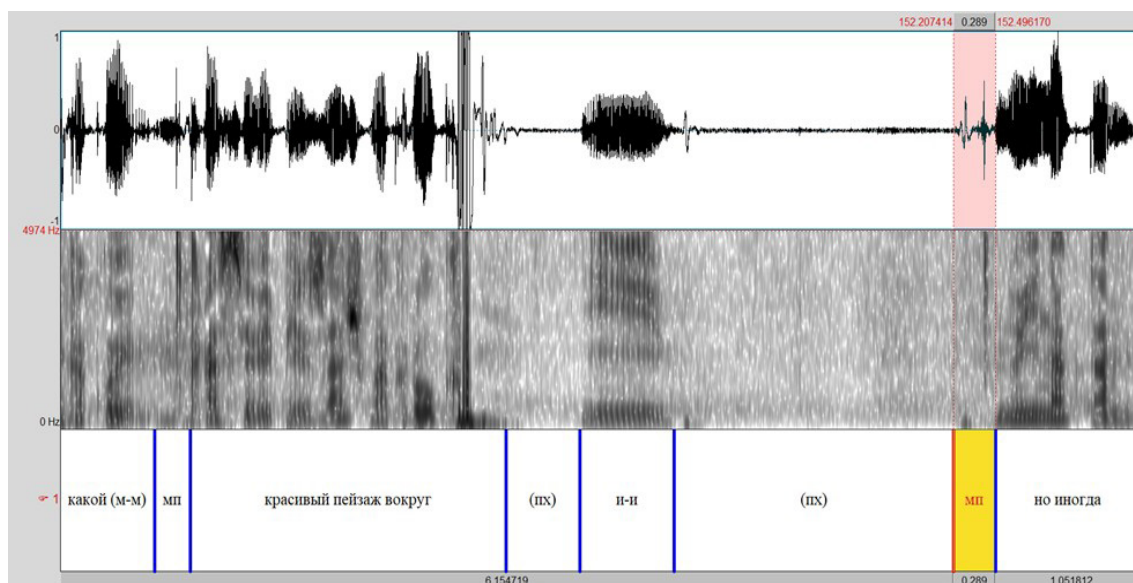 152.207414 0.289 152.496170
1
0
-1
4974 Hz
0 Hz
1
какой (м-м) мп красивый пейзаж вокруг (пх) и-и (пх) мп но иногда
6.154719 0.289 1.051812